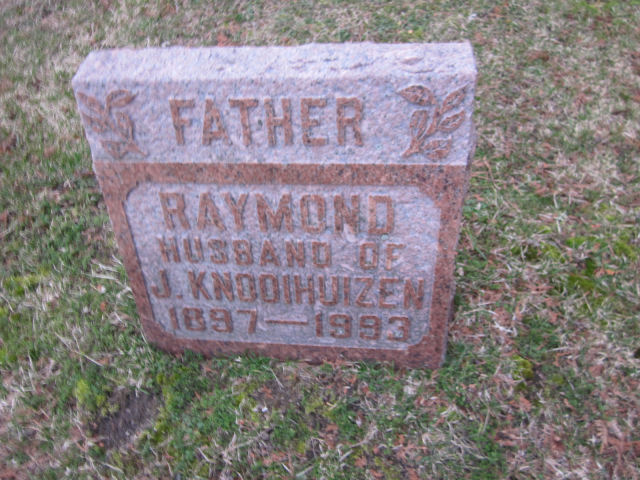 FATHER
RAYMOND
HUSBAND OF
J. KNOOIHUIZEN
1897—1993